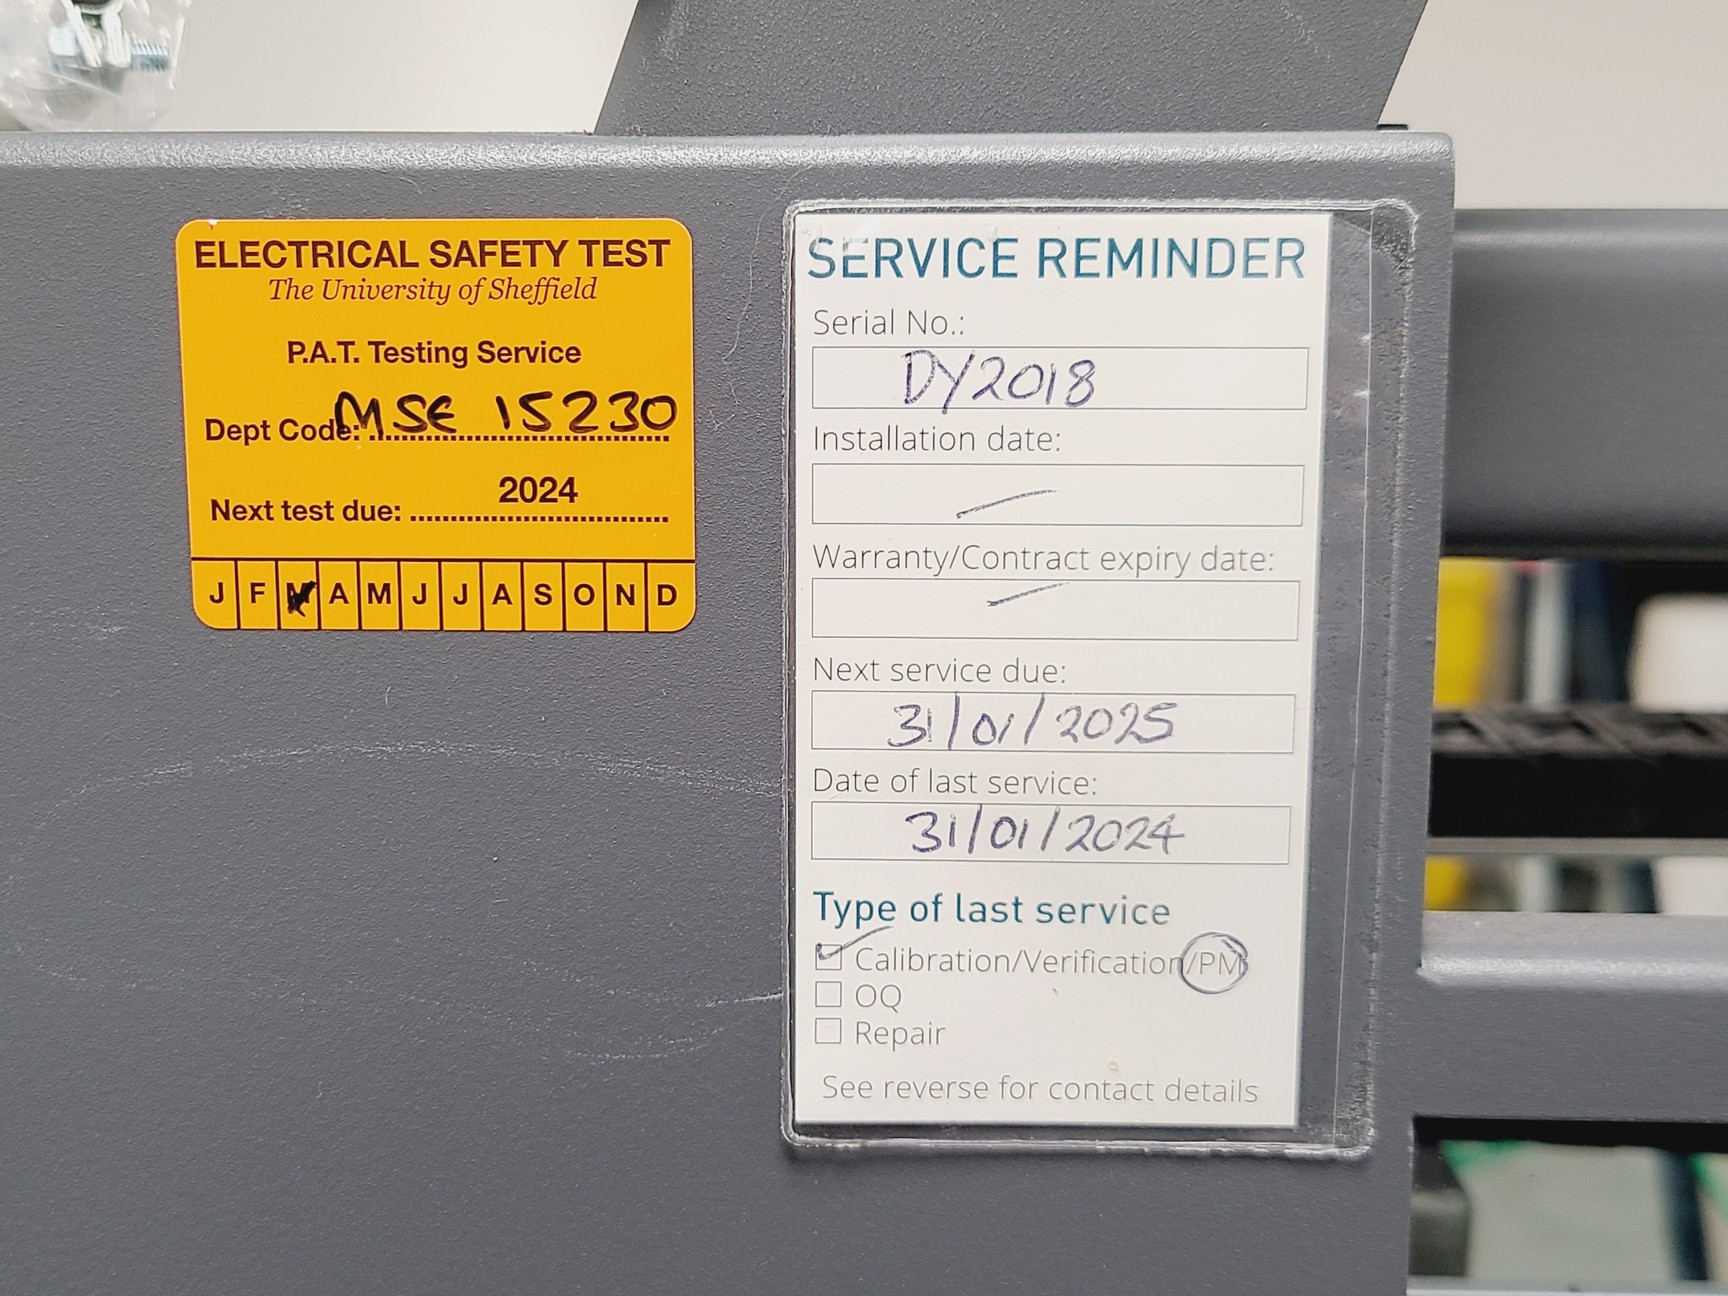 ELECTRICAL SAFETY TEST
The University of Sheffield
P.A.T. Testing Service
Dept Code: MSE 15230
Next test due: 2024
J F M A M J J A S O N D
SERVICE REMINDER
Serial No.:
DY2018
Installation date:
Warranty/Contract expiry date:
Next service due:
31/01/2025
Date of last service:
31/01/2024
Type of last service
Calibration/Verification/PM
OQ
Repair
See reverse for contact details